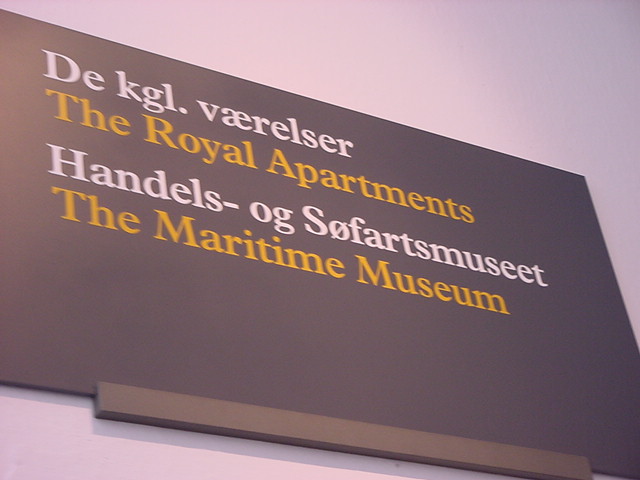 De kgl. værelser
The Royal Apartments
Handels- og Søfartsmuseet
The Maritime Museum